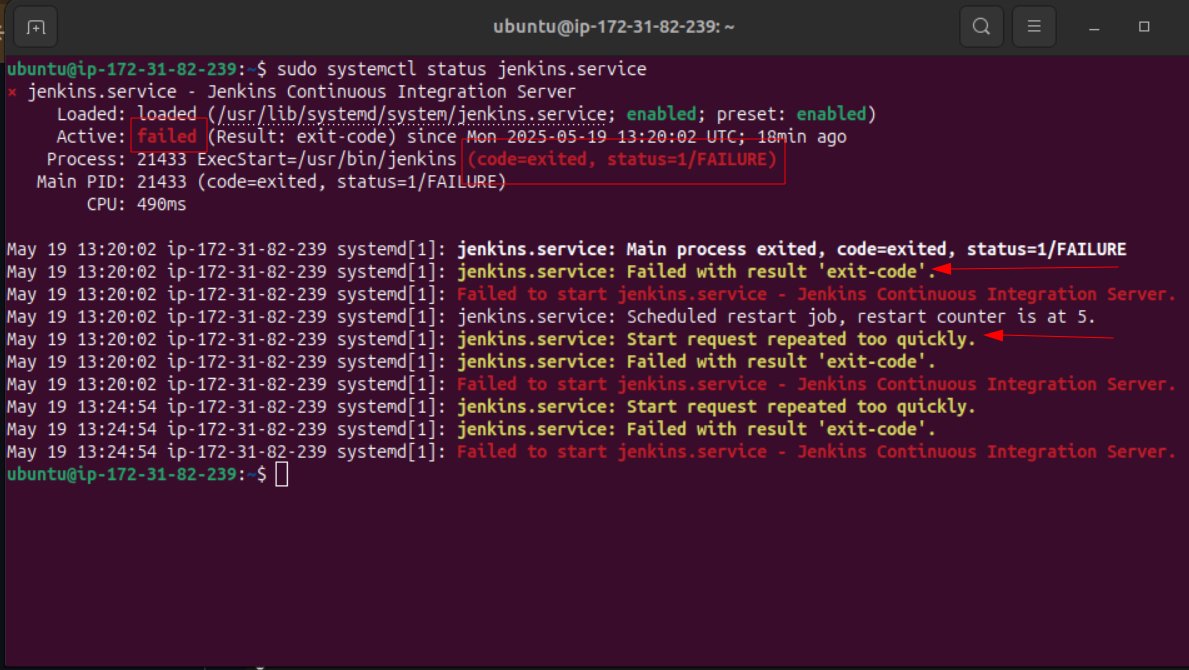 ubuntu@ip-172-31-82-239: ~
ubuntu@ip-172-31-82-239:~$ sudo systemctl status jenkins.service
× jenkins.service - Jenkins Continuous Integration Server
Loaded: loaded (/usr/lib/systemd/system/jenkins.service; enabled; preset: enabled)
Active: failed (Result: exit-code) since Mon 2025-05-19 13:20:02 UTC; 18min ago
Process: 21433 ExecStart=/usr/bin/jenkins (code=exited, status=1/FAILURE)
Main PID: 21433 (code=exited, status=1/FAILURE)
CPU: 490ms
May 19 13:20:02 ip-172-31-82-239 systemd[1]: jenkins.service: Main process exited, code=exited, status=1/FAILURE
May 19 13:20:02 ip-172-31-82-239 systemd[1]: jenkins.service: Failed with result 'exit-code'.
May 19 13:20:02 ip-172-31-82-239 systemd[1]: Failed to start jenkins.service - Jenkins Continuous Integration Server.
May 19 13:20:02 ip-172-31-82-239 systemd[1]: jenkins.service: Scheduled restart job, restart counter is at 5.
May 19 13:20:02 ip-172-31-82-239 systemd[1]: jenkins.service: Start request repeated too quickly.
May 19 13:20:02 ip-172-31-82-239 systemd[1]: jenkins.service: Failed with result 'exit-code'.
May 19 13:20:02 ip-172-31-82-239 systemd[1]: Failed to start jenkins.service - Jenkins Continuous Integration Server.
May 19 13:24:54 ip-172-31-82-239 systemd[1]: jenkins.service: Start request repeated too quickly.
May 19 13:24:54 ip-172-31-82-239 systemd[1]: jenkins.service: Failed with result 'exit-code'.
May 19 13:24:54 ip-172-31-82-239 systemd[1]: Failed to start jenkins.service - Jenkins Continuous Integration Server.
ubuntu@ip-172-31-82-239:~$